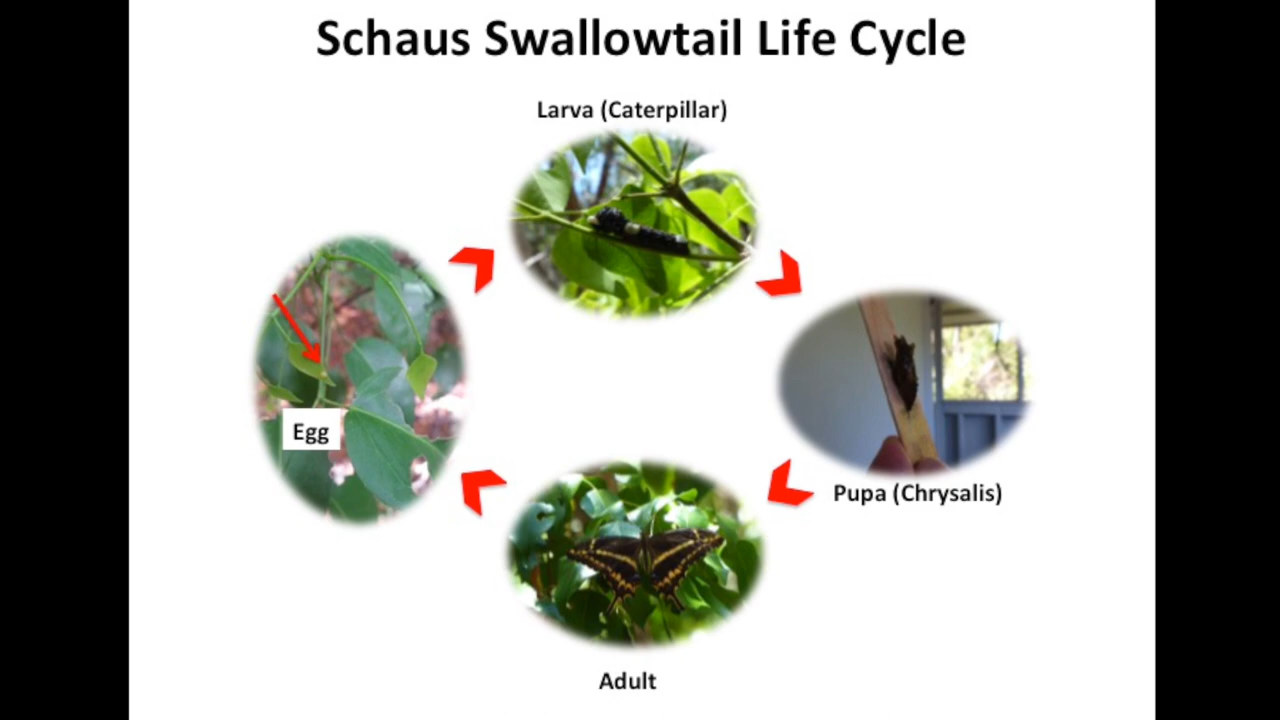 Schaus Swallowtail Life Cycle
Larva (Caterpillar)
Egg
Pupa (Chrysalis)
Adult